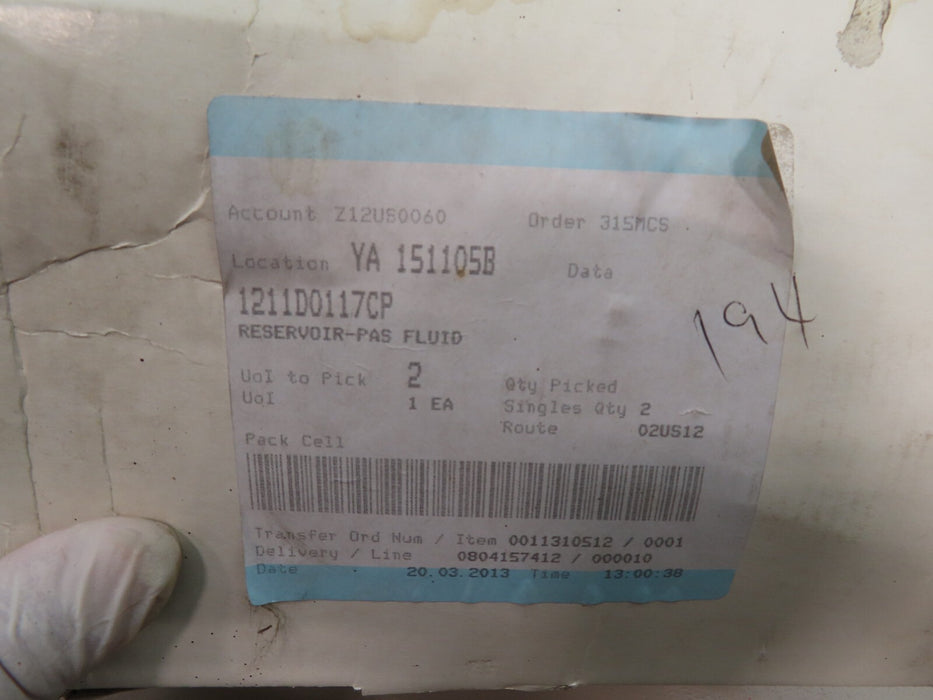 Account Z12US0060 Order 315MCS
Location YA 151105B Data
1211D0117CP
RESERVOIR-PAS FLUID
194
UoI to Pick 2 Qty Picked
UoI 1 EA Singles Qty 2
Route 02US12
Pack Cell
Transfer Ord Num / Item 0011310512 / 0001
Delivery / Line 0804157412 / 000010
Date 20.03.2013 Time 13:00:38